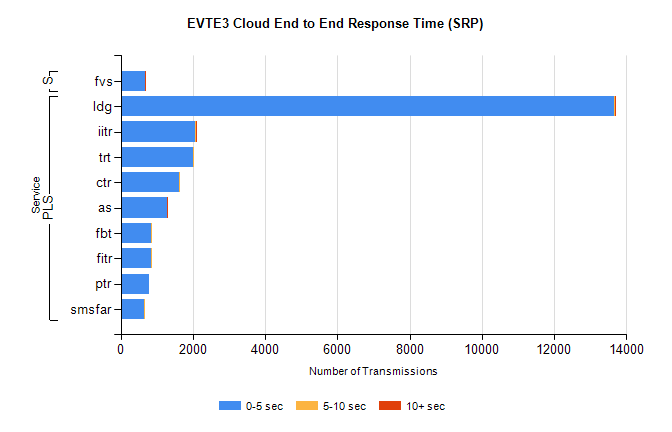 EVTE3 Cloud End to End Response Time (SRP)
fvs
ldg
iitr
trt
ctr
as
fbt
fitr
ptr
smsfar
S
PLS
Service
0 2000 4000 6000 8000 10000 12000 14000
Number of Transmissions
0-5 sec 5-10 sec 10+ sec